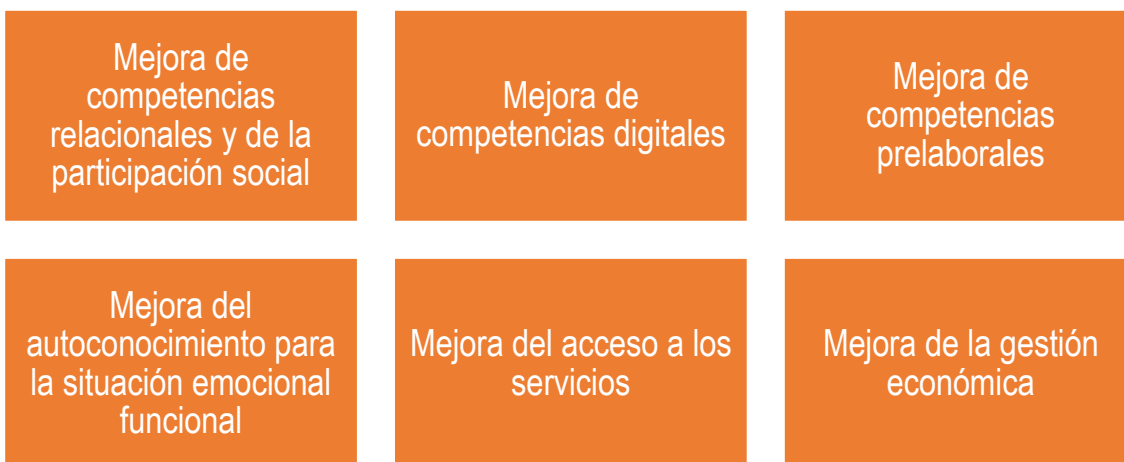 Mejora de
competencias
relacionales y de la
participación social
Mejora de
competencias digitales
Mejora de
competencias
prelaborales
Mejora del
autoconocimiento para
la situación emocional
funcional
Mejora del acceso a los
servicios
Mejora de la gestión
económica